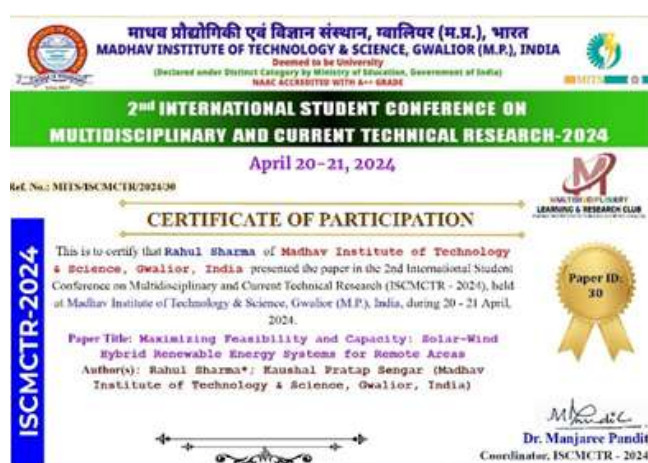 माधव प्रौद्योगिकी एवं विज्ञान संस्थान, ग्वालियर (म.प्र.), भारत
MADHAV INSTITUTE OF TECHNOLOGY & SCIENCE, GWALIOR (M.P.), INDIA
Deemed to be University
(Declared under Distinct Category by Ministry of Education, Government of India)
NAAC ACCREDITED WITH A++ GRADE
MITS
2nd INTERNATIONAL STUDENT CONFERENCE ON
MULTIDISCIPLINARY AND CURRENT TECHNICAL RESEARCH-2024
April 20-21, 2024
Ref. No.: MITS/ISCMCTR/2024/30
MULTIDISCIPLINARY
LEARNING & RESEARCH CLUB
CERTIFICATE OF PARTICIPATION
ISCMCTR-2024
This is to certify that Rahul Sharma of Madhav Institute of Technology
& Science, Gwalior, India presented the paper in the 2nd International Student
Conference on Multidisciplinary and Current Technical Research (ISCMCTR - 2024), held
at Madhav Institute of Technology & Science, Gwalior (M.P.), India, during 20 - 21 April,
2024.
Paper ID:
30
Paper Title: Maximizing Feasibility and Capacity: Solar-Wind
Hybrid Renewable Energy Systems for Remote Areas
Author(s): Rahul Sharma*; Kaushal Pratap Sengar (Madhav
Institute of Technology & Science, Gwalior, India)
Dr. Manjaree Pandit
Coordinator, ISCMCTR - 2024